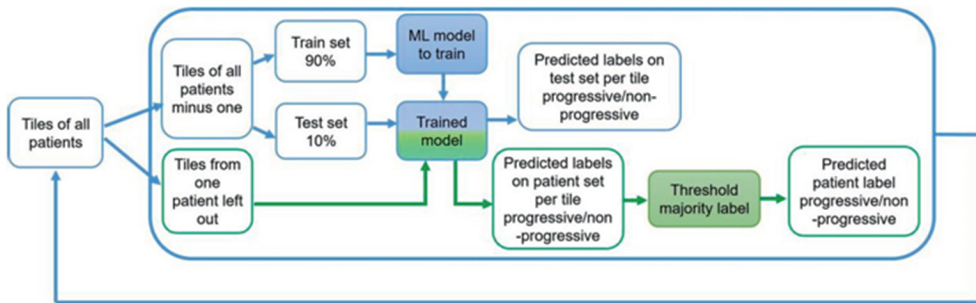 Tiles of all
patients
Tiles of all
patients
minus one
Train set
90%
ML model
to train
Test set
10%
Trained
model
Predicted labels on
test set per tile
progressive/non-
progressive
Tiles from
one
patient left
out
Predicted labels
on patient set
per tile
progressive/non
-progressive
Threshold
majority label
Predicted
patient label
progressive/non
-progressive